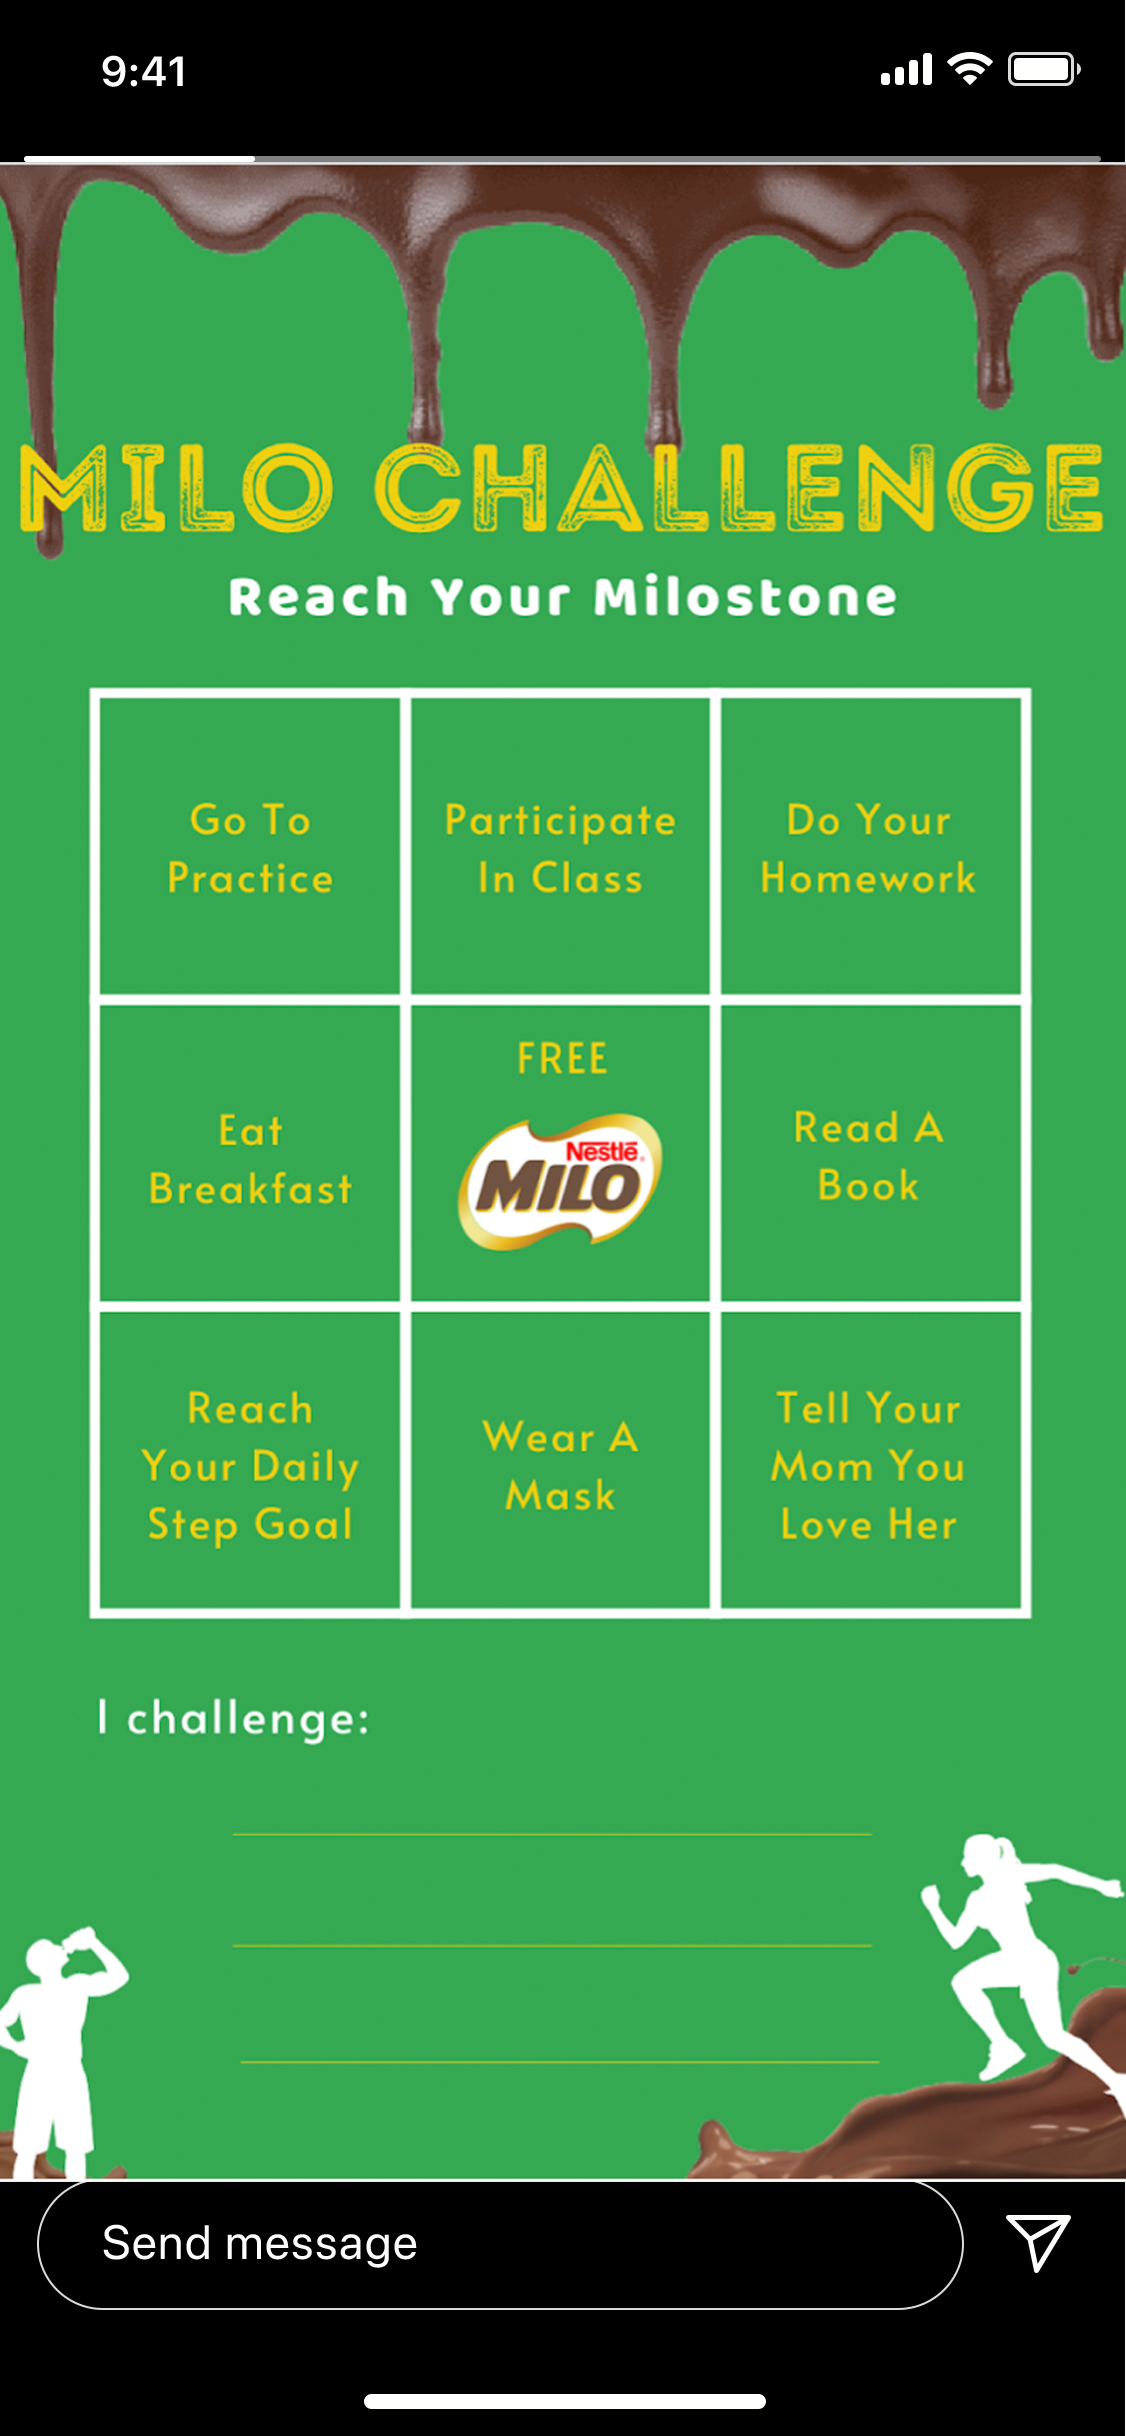 9:41
MILO CHALLENGE
Reach Your Milostone
Go To
Practice
Participate
In Class
Do Your
Homework
Eat
Breakfast
FREE
Nestlé®
MILO
Read A
Book
Reach
Your Daily
Step Goal
Wear A
Mask
Tell Your
Mom You
Love Her
I challenge:
Send message